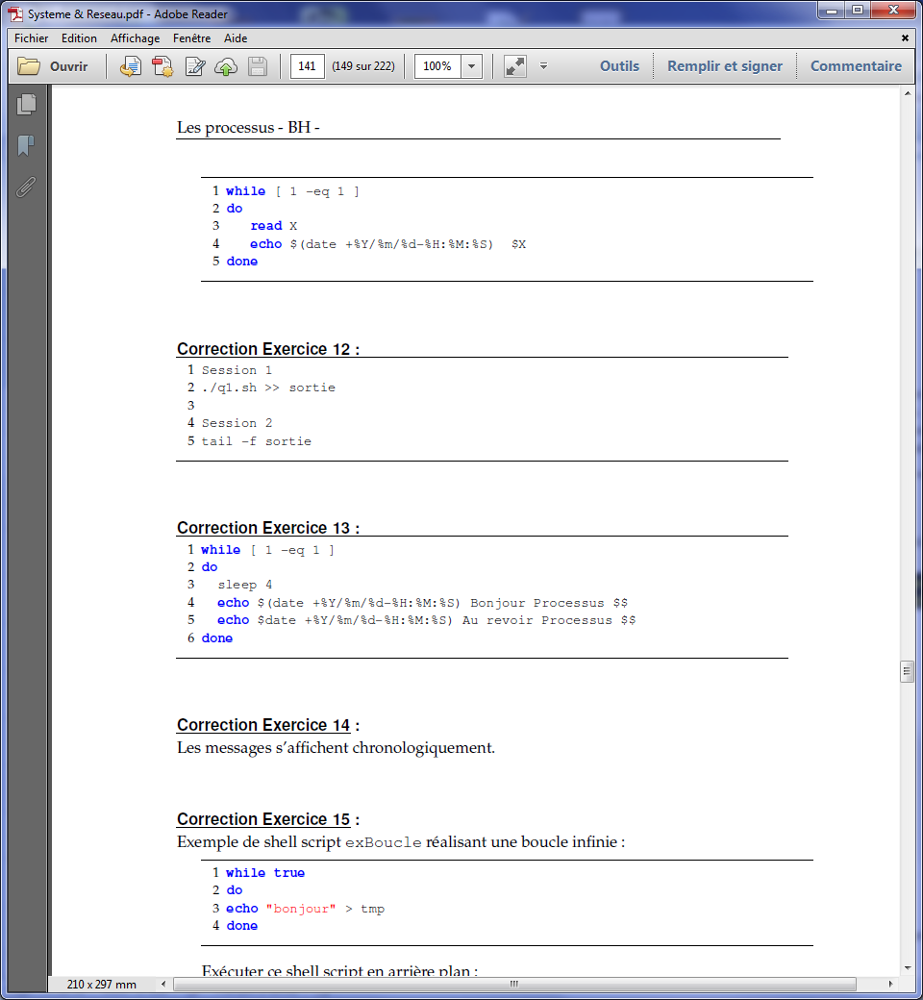 Systeme & Reseau.pdf - Adobe Reader
Fichier Edition Affichage Fenêtre Aide
Ouvrir 141 (149 sur 222) 100% Outils Remplir et signer Commentaire
Les processus - BH -
1 while [ 1 -eq 1 ]
2 do
3 read X
4 echo $(date +%Y/%m/%d-%H:%M:%S) $X
5 done
Correction Exercice 12 :
1 Session 1
2 ./q1.sh >> sortie
3
4 Session 2
5 tail -f sortie
Correction Exercice 13 :
1 while [ 1 -eq 1 ]
2 do
3 sleep 4
4 echo $(date +%Y/%m/%d-%H:%M:%S) Bonjour Processus $$
5 echo $date +%Y/%m/%d-%H:%M:%S) Au revoir Processus $$
6 done
Correction Exercice 14 :
Les messages s'affichent chronologiquement.
Correction Exercice 15 :
Exemple de shell script exBoucle réalisant une boucle infinie :
1 while true
2 do
3 echo "bonjour" > tmp
4 done
Exécuter ce shell script en arrière plan :
210 x 297 mm